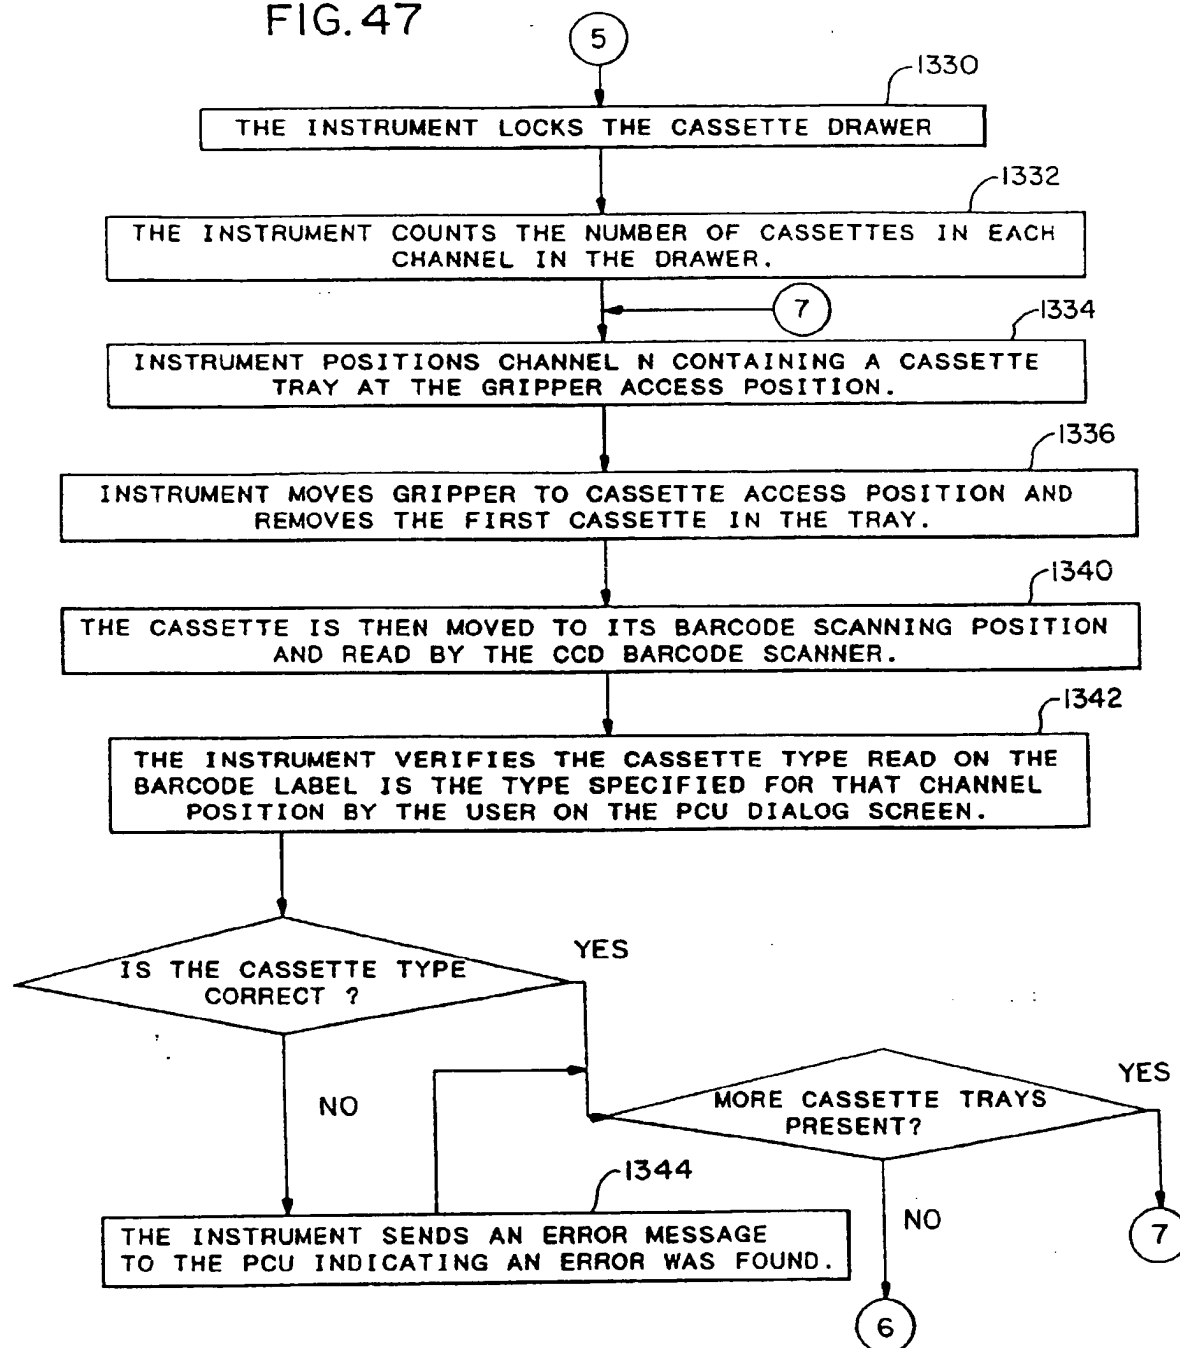 FIG. 47
5
1330
THE INSTRUMENT LOCKS THE CASSETTE DRAWER
1332
THE INSTRUMENT COUNTS THE NUMBER OF CASSETTES IN EACH
CHANNEL IN THE DRAWER.
7
1334
INSTRUMENT POSITIONS CHANNEL N CONTAINING A CASSETTE
TRAY AT THE GRIPPER ACCESS POSITION.
1336
INSTRUMENT MOVES GRIPPER TO CASSETTE ACCESS POSITION AND
REMOVES THE FIRST CASSETTE IN THE TRAY.
1340
THE CASSETTE IS THEN MOVED TO ITS BARCODE SCANNING POSITION
AND READ BY THE CCD BARCODE SCANNER.
1342
THE INSTRUMENT VERIFIES THE CASSETTE TYPE READ ON THE
BARCODE LABEL IS THE TYPE SPECIFIED FOR THAT CHANNEL
POSITION BY THE USER ON THE PCU DIALOG SCREEN.
IS THE CASSETTE TYPE
CORRECT ?
YES
NO
MORE CASSETTE TRAYS
PRESENT?
YES
1344
THE INSTRUMENT SENDS AN ERROR MESSAGE
TO THE PCU INDICATING AN ERROR WAS FOUND.
NO
7
6